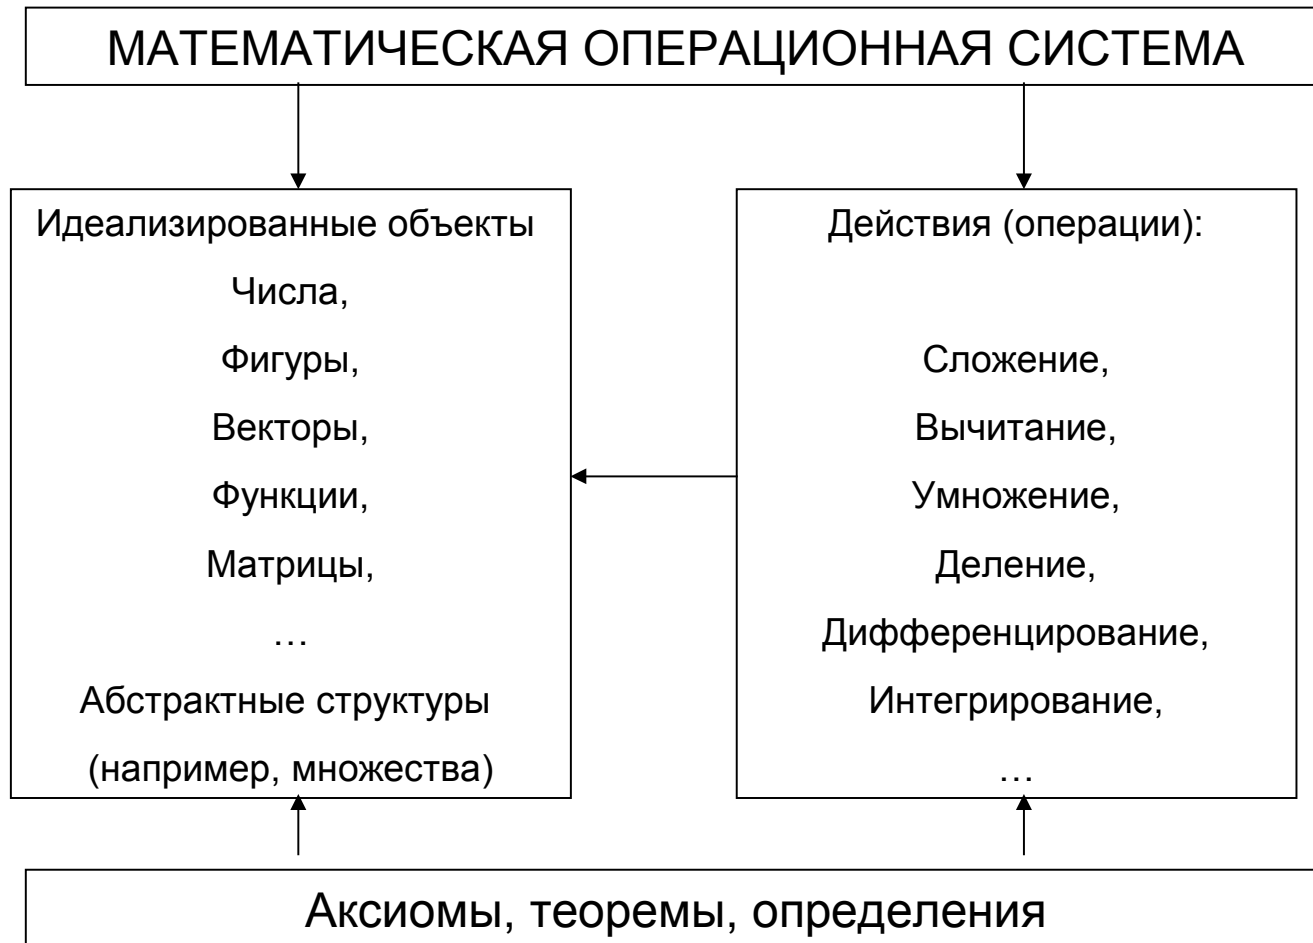 МАТЕМАТИЧЕСКАЯ ОПЕРАЦИОННАЯ СИСТЕМА
Идеализированные объекты
Числа,
Фигуры,
Векторы,
Функции,
Матрицы,
…
Абстрактные структуры
(например, множества)
Действия (операции):
Сложение,
Вычитание,
Умножение,
Деление,
Дифференцирование,
Интегрирование,
…
Аксиомы, теоремы, определения